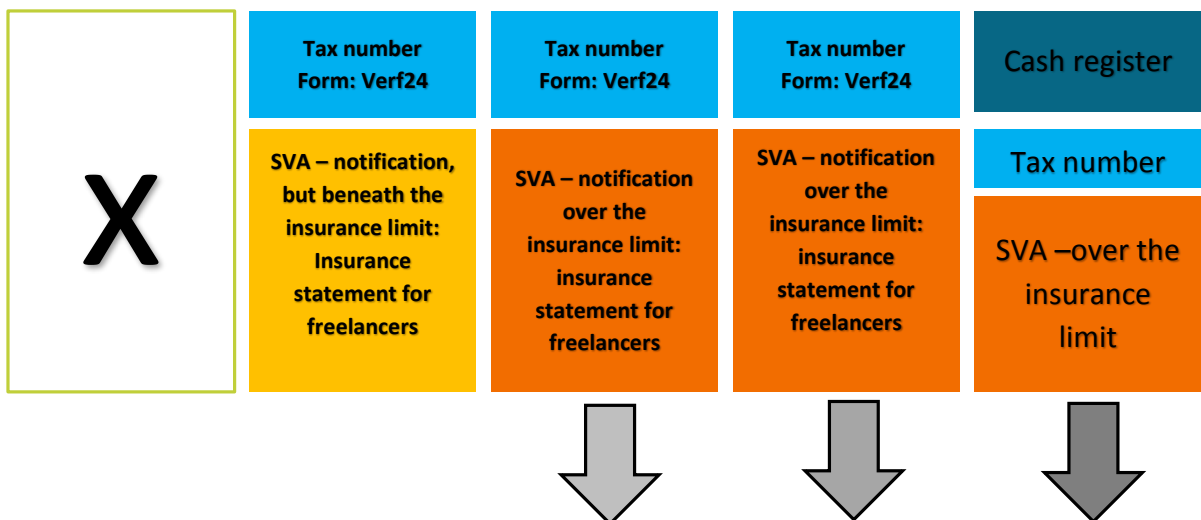 X
Tax number
Form: Verf24
SVA – notification,
but beneath the
insurance limit:
Insurance
statement for
freelancers
Tax number
Form: Verf24
SVA – notification
over the
insurance limit:
insurance
statement for
freelancers
Tax number
Form: Verf24
SVA – notification
over the
insurance limit:
insurance
statement for
freelancers
Cash register
Tax number
SVA –over the
insurance
limit